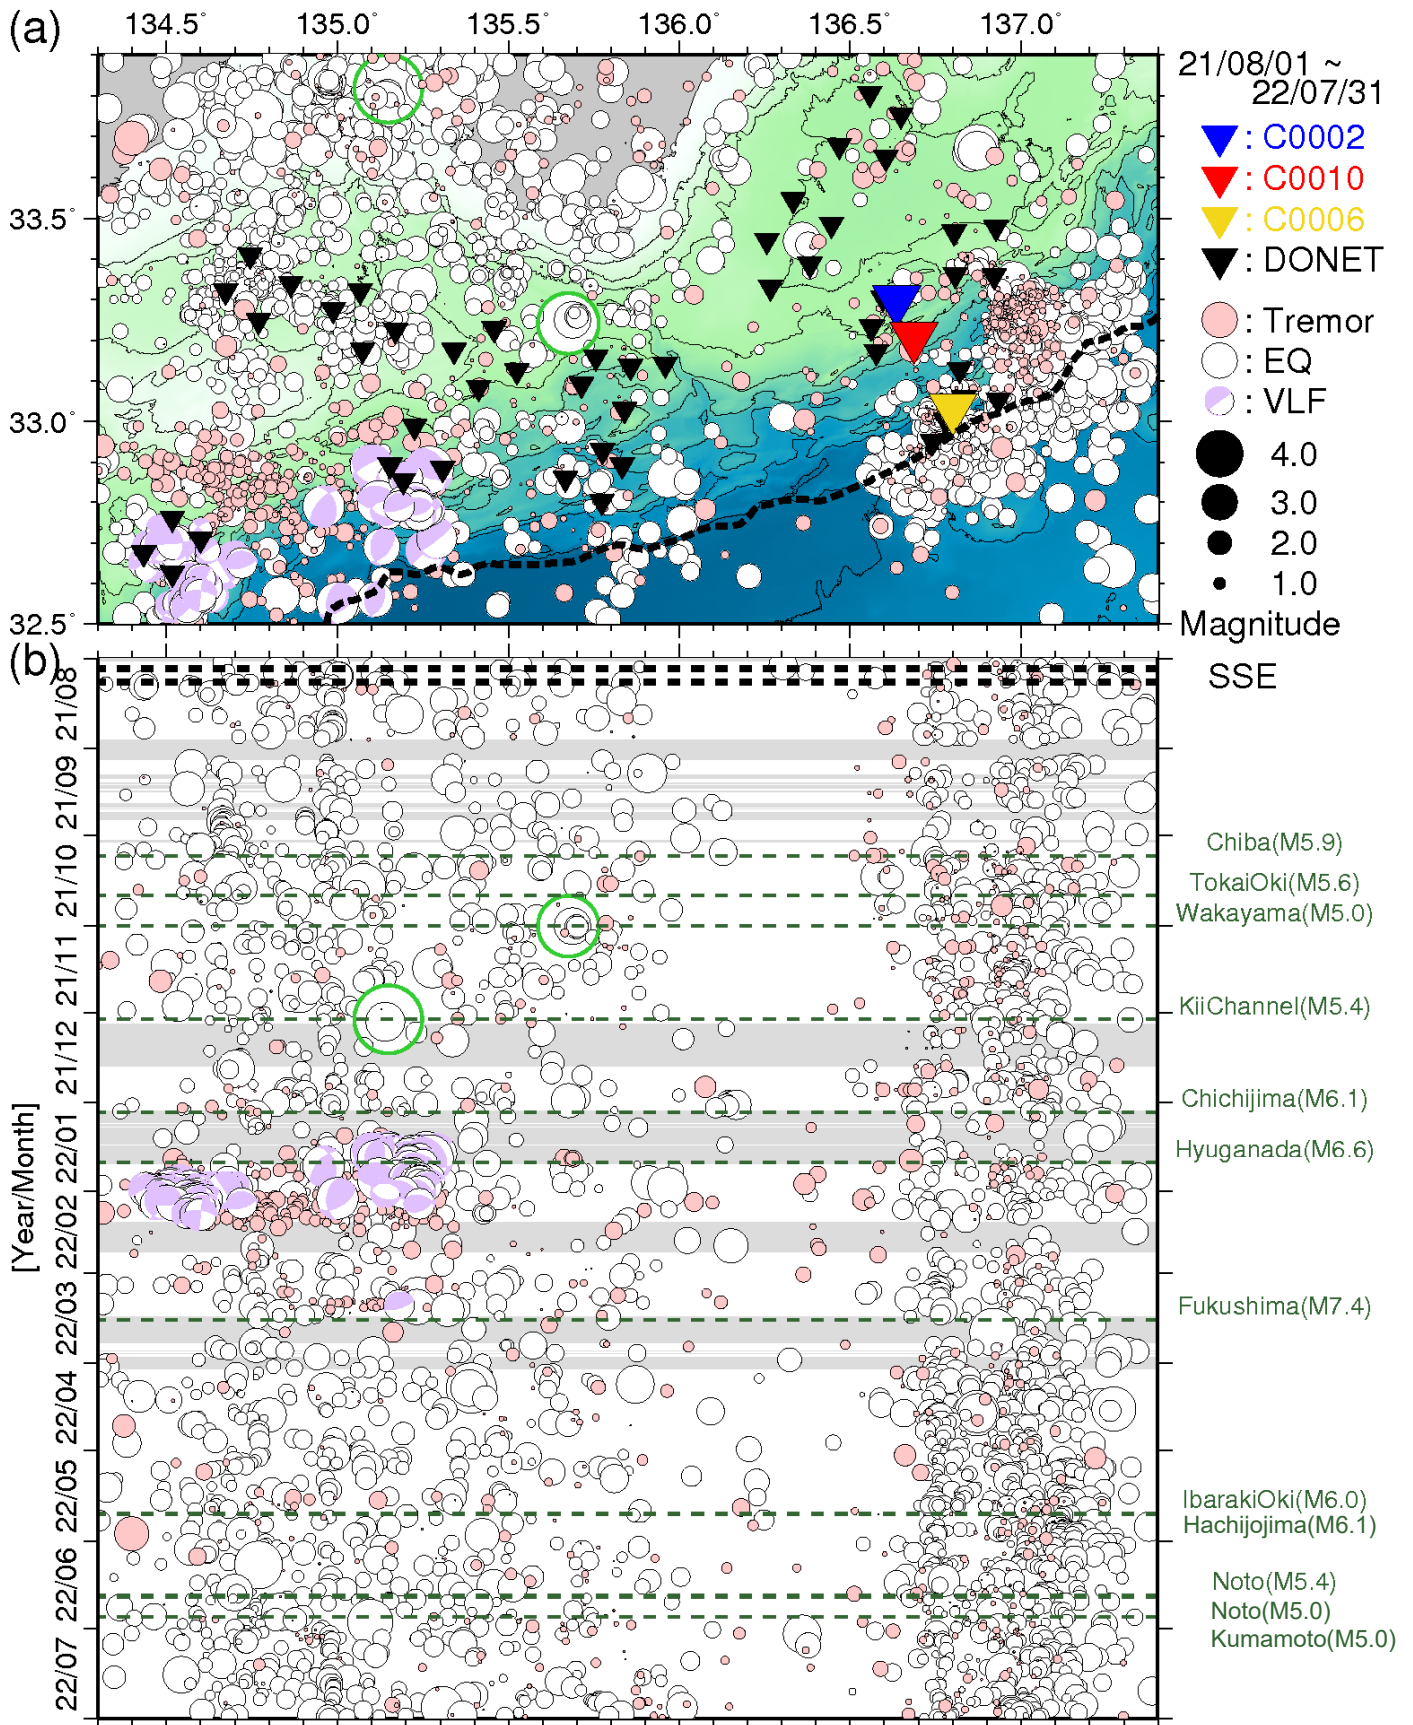 (a)
134.5° 135.0° 135.5° 136.0° 136.5° 137.0°
33.5°
33.0°
32.5°
21/08/01 ~
22/07/31
: C0002
: C0010
: C0006
: DONET
: Tremor
: EQ
: VLF
4.0
3.0
2.0
1.0
Magnitude
(b)
SSE
[Year/Month]
21/08
21/09
21/10
21/11
21/12
22/01
22/02
22/03
22/04
22/05
22/06
22/07
Chiba(M5.9)
TokaiOki(M5.6)
Wakayama(M5.0)
KiiChannel(M5.4)
Chichijima(M6.1)
Hyuganada(M6.6)
Fukushima(M7.4)
IbarakiOki(M6.0)
Hachijojima(M6.1)
Noto(M5.4)
Noto(M5.0)
Kumamoto(M5.0)